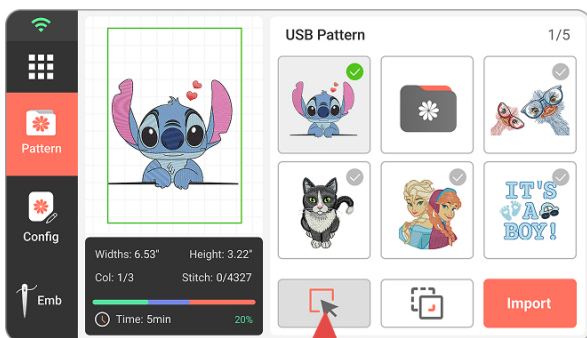 USB Pattern 1/5
Pattern
IT'S
A
BOY!
Config
Widths: 6.53" Height: 3.22"
Col: 1/3 Stitch: 0/4327
Emb
Import
Time: 5min 20%